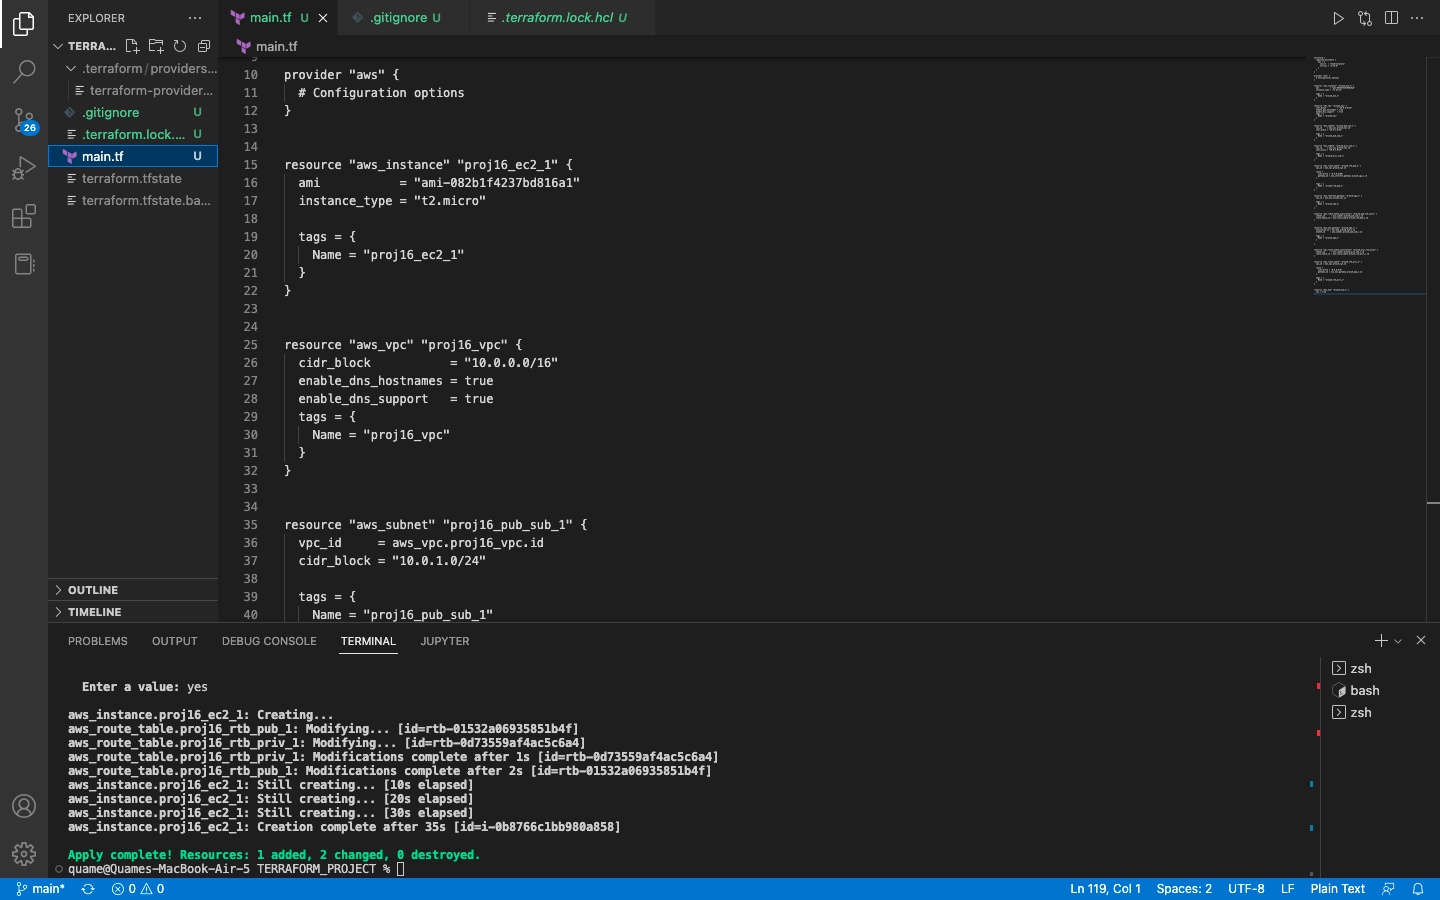 EXPLORER
TERRA...
.terraform/providers...
terraform-provider...
.gitignore U
.terraform.lock.... U
main.tf U
terraform.tfstate
terraform.tfstate.ba...
26
OUTLINE
TIMELINE
main.tf U
.gitignore U
.terraform.lock.hcl U
main.tf
10 provider "aws" {
11 # Configuration options
12 }
13
14
15 resource "aws_instance" "proj16_ec2_1" {
16 ami = "ami-082b1f4237bd816a1"
17 instance_type = "t2.micro"
18
19 tags = {
20 Name = "proj16_ec2_1"
21 }
22 }
23
24
25 resource "aws_vpc" "proj16_vpc" {
26 cidr_block = "10.0.0.0/16"
27 enable_dns_hostnames = true
28 enable_dns_support = true
29 tags = {
30 Name = "proj16_vpc"
31 }
32 }
33
34
35 resource "aws_subnet" "proj16_pub_sub_1" {
36 vpc_id = aws_vpc.proj16_vpc.id
37 cidr_block = "10.0.1.0/24"
38
39 tags = {
40 Name = "proj16_pub_sub_1"
PROBLEMS OUTPUT DEBUG CONSOLE TERMINAL JUPYTER
Enter a value: yes
aws_instance.proj16_ec2_1: Creating...
aws_route_table.proj16_rtb_pub_1: Modifying... [id=rtb-01532a06935851b4f]
aws_route_table.proj16_rtb_priv_1: Modifying... [id=rtb-0d73559af4ac5c6a4]
aws_route_table.proj16_rtb_priv_1: Modifications complete after 1s [id=rtb-0d73559af4ac5c6a4]
aws_route_table.proj16_rtb_pub_1: Modifications complete after 2s [id=rtb-01532a06935851b4f]
aws_instance.proj16_ec2_1: Still creating... [10s elapsed]
aws_instance.proj16_ec2_1: Still creating... [20s elapsed]
aws_instance.proj16_ec2_1: Still creating... [30s elapsed]
aws_instance.proj16_ec2_1: Creation complete after 35s [id=i-0b8766c1bb980a858]
Apply complete! Resources: 1 added, 2 changed, 0 destroyed.
quame@Quames-MacBook-Air-5 TERRAFORM_PROJECT %
zsh
bash
zsh
main* 0 0 Ln 119, Col 1 Spaces: 2 UTF-8 LF Plain Text